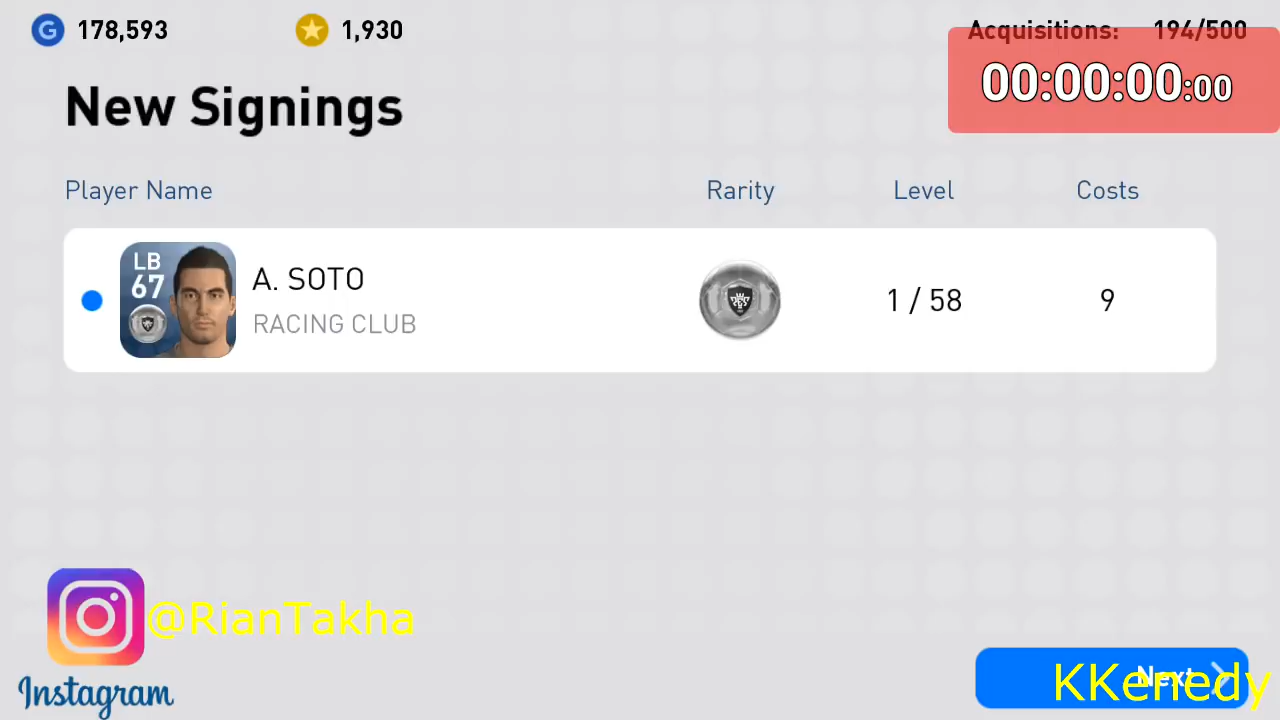 G 178,593 1,930 Acquisitions: 194/500
00:00:00:00
New Signings
Player Name Rarity Level Costs
LB
67
A. SOTO
RACING CLUB
1 / 58
9
@RianTakha
Instagram
Next
KKenedy